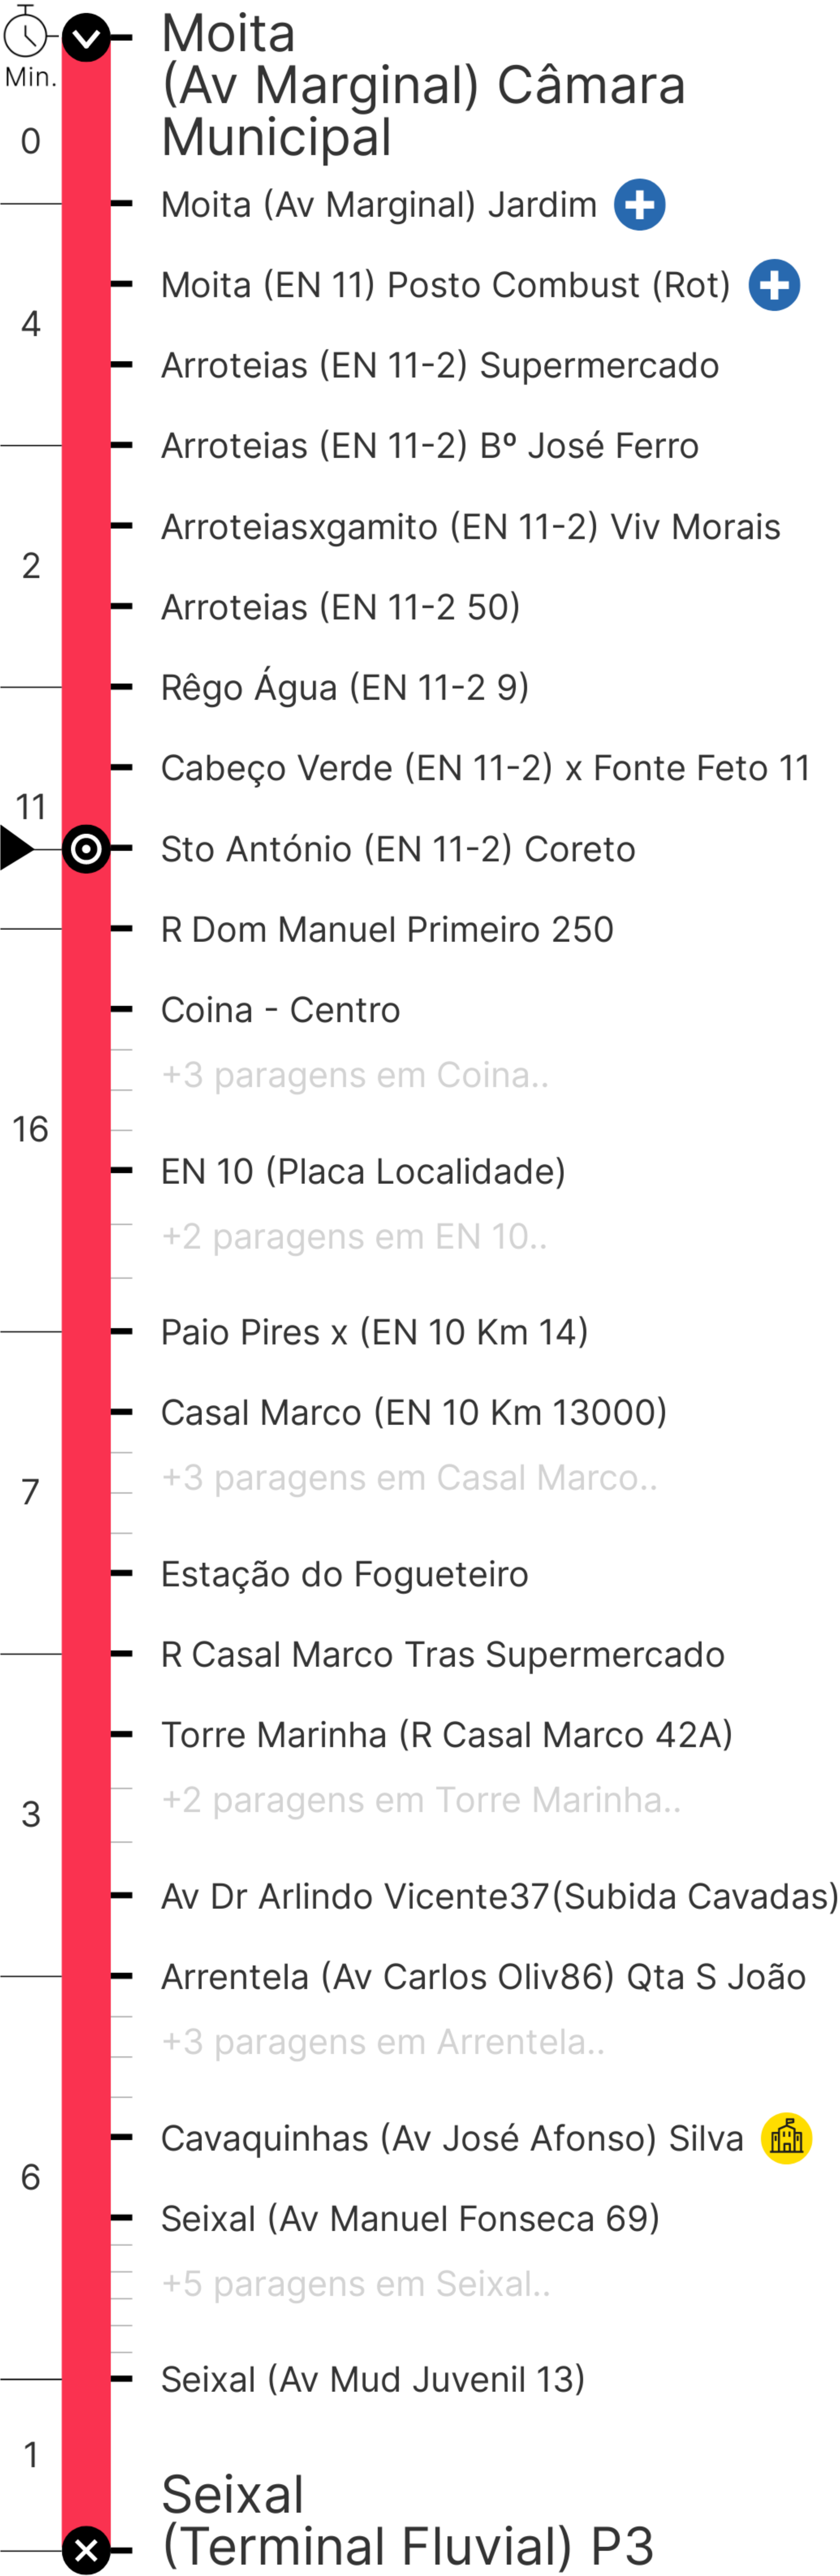 Moita
(Av Marginal) Câmara
Municipal
Min.
0
Moita (Av Marginal) Jardim
Moita (EN 11) Posto Combust (Rot)
4
Arroteias (EN 11-2) Supermercado
Arroteias (EN 11-2) Bº José Ferro
Arroteiasxgamito (EN 11-2) Viv Morais
2
Arroteias (EN 11-2 50)
Rêgo Água (EN 11-2 9)
Cabeço Verde (EN 11-2) x Fonte Feto 11
11
Sto António (EN 11-2) Coreto
R Dom Manuel Primeiro 250
Coina - Centro
+3 paragens em Coina..
16
EN 10 (Placa Localidade)
+2 paragens em EN 10..
Paio Pires x (EN 10 Km 14)
Casal Marco (EN 10 Km 13000)
+3 paragens em Casal Marco..
7
Estação do Fogueteiro
R Casal Marco Tras Supermercado
Torre Marinha (R Casal Marco 42A)
+2 paragens em Torre Marinha..
3
Av Dr Arlindo Vicente37(Subida Cavadas)
Arrentela (Av Carlos Oliv86) Qta S João
+3 paragens em Arrentela..
Cavaquinhas (Av José Afonso) Silva
6
Seixal (Av Manuel Fonseca 69)
+5 paragens em Seixal..
Seixal (Av Mud Juvenil 13)
1
Seixal
(Terminal Fluvial) P3